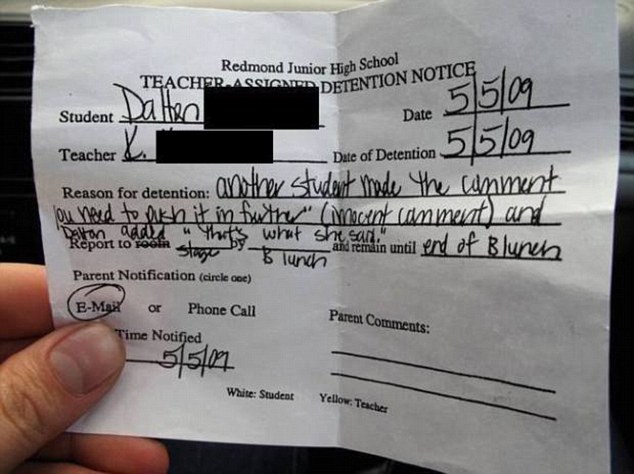 Redmond Junior High School
TEACHER-ASSIGNED DETENTION NOTICE
Student Dalton
Date 5/5/09
Teacher K.
Date of Detention 5/5/09
Reason for detention: another student made the comment
"you need to push it in further" (innocent comment) and
Dalton added "that's what she said."
Report to room stage by B lunch and remain until end of B lunch
Parent Notification (circle one)
E-Mail or Phone Call
Parent Comments:
Time Notified
5/5/09
White: Student Yellow: Teacher